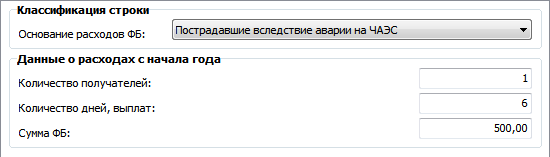 Классификация строки
Основание расходов ФБ: Пострадавшие вследствие аварии на ЧАЭС
Данные о расходах с начала года
Количество получателей: 1
Количество дней, выплат: 6
Сумма ФБ: 500,00